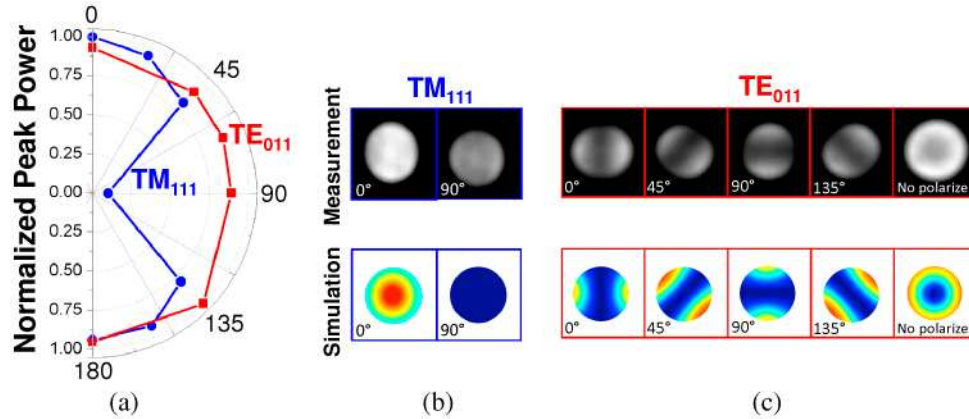 0
1.00
0.75
0.50
0.25
0.00
0.25
0.50
0.75
1.00
180
45
90
135
Normalized Peak Power
TE011
TM111
(a)
TM111
Measurement
0°
90°
Simulation
0°
90°
(b)
TE011
0°
45°
90°
135°
No polarize
0°
45°
90°
135°
No polarize
(c)